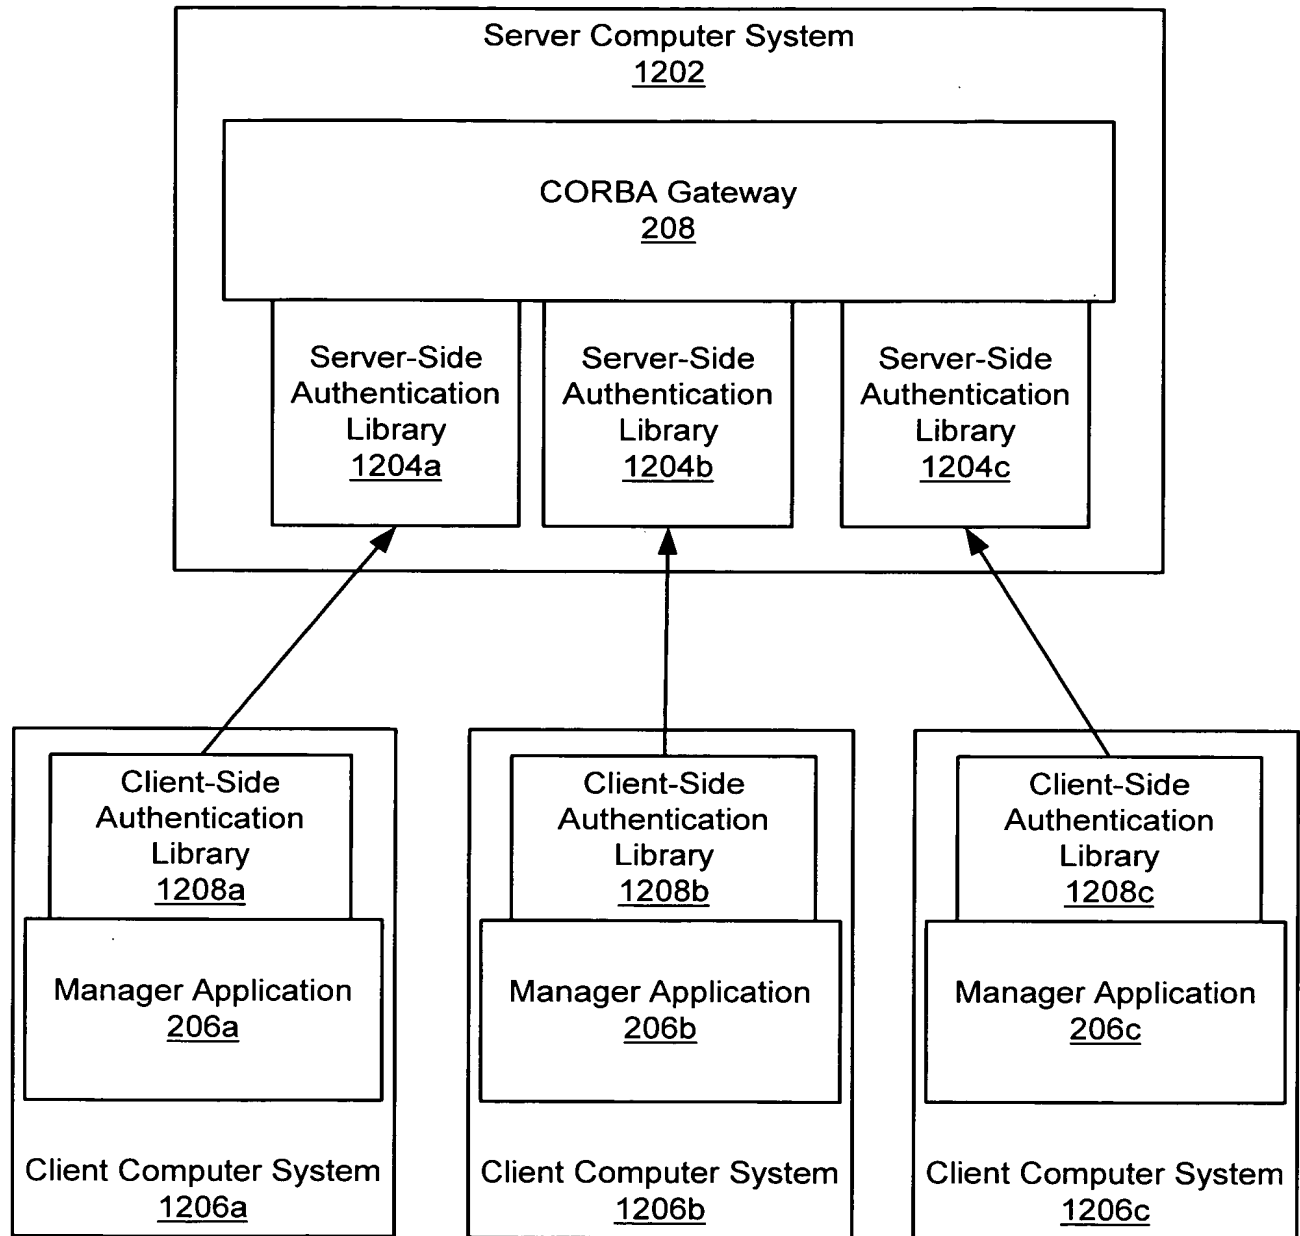 Server Computer System
1202
CORBA Gateway
208
Server-Side
Authentication
Library
1204a
Server-Side
Authentication
Library
1204b
Server-Side
Authentication
Library
1204c
Client-Side
Authentication
Library
1208a
Manager Application
206a
Client Computer System
1206a
Client-Side
Authentication
Library
1208b
Manager Application
206b
Client Computer System
1206b
Client-Side
Authentication
Library
1208c
Manager Application
206c
Client Computer System
1206c